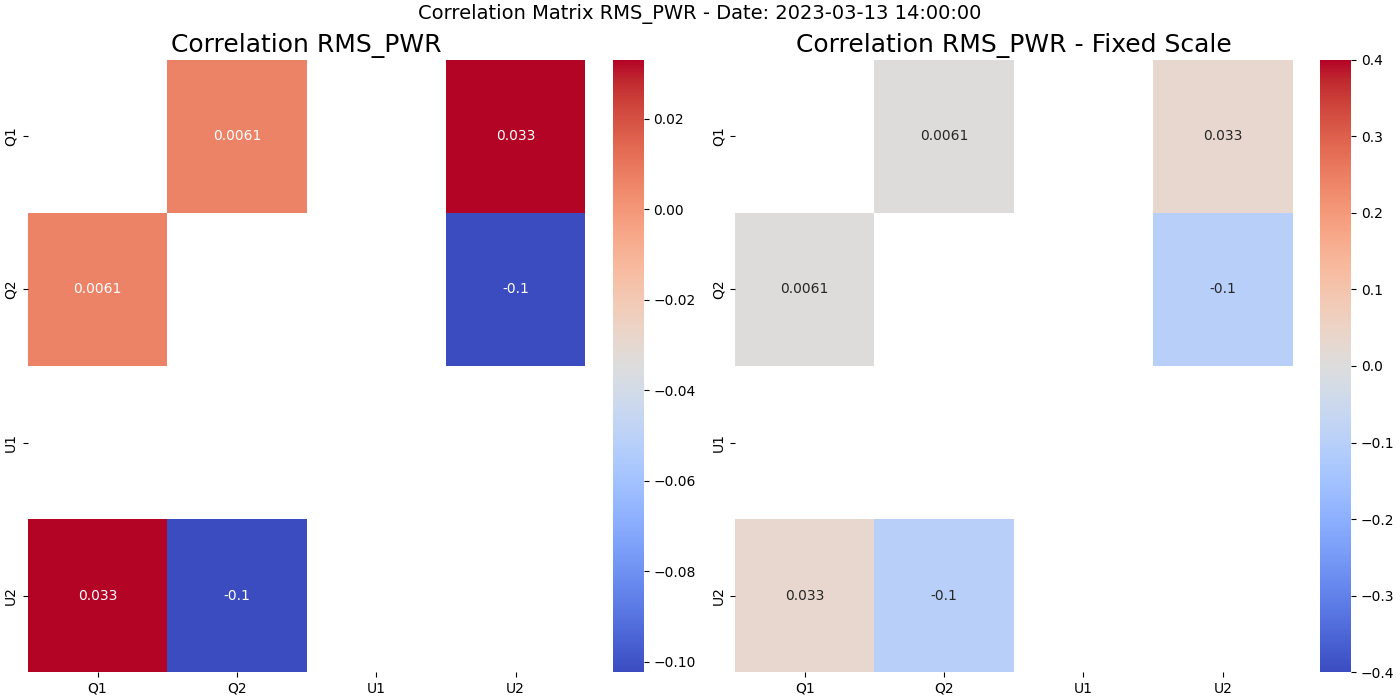 Correlation Matrix RMS_PWR - Date: 2023-03-13 14:00:00
Correlation RMS_PWR
Q1
Q2
U1
U2
0.0061
0.033
0.0061
-0.1
0.033
-0.1
Q1
Q2
U1
U2
0.02
0.00
−0.02
−0.04
−0.06
−0.08
−0.10
Correlation RMS_PWR - Fixed Scale
Q1
Q2
U1
U2
0.0061
0.033
0.0061
-0.1
0.033
-0.1
Q1
Q2
U1
U2
0.4
0.3
0.2
0.1
0.0
−0.1
−0.2
−0.3
−0.4